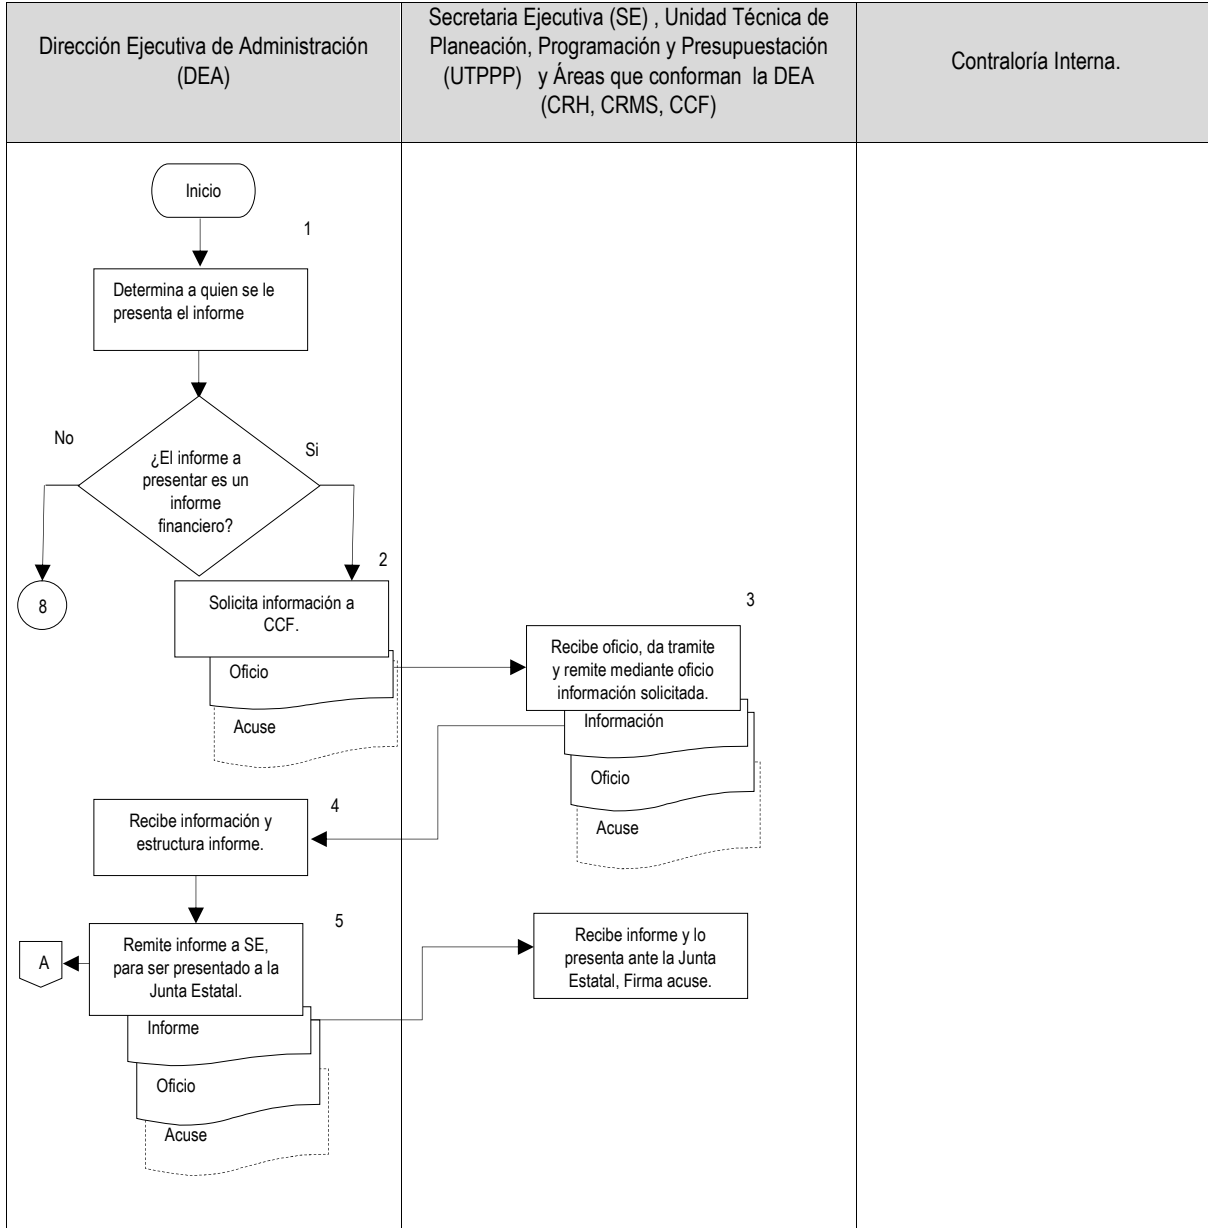 Dirección Ejecutiva de Administración
(DEA)
Secretaria Ejecutiva (SE) , Unidad Técnica de
Planeación, Programación y Presupuestación
(UTPPP) y Áreas que conforman la DEA
(CRH, CRMS, CCF)
Contraloría Interna.
Inicio
1
Determina a quien se le
presenta el informe
No
Si
¿El informe a
presentar es un
informe
financiero?
8
2
Solicita información a
CCF.
Oficio
Acuse
3
Recibe oficio, da tramite
y remite mediante oficio
información solicitada.
Información
Oficio
Acuse
4
Recibe información y
estructura informe.
5
Remite informe a SE,
para ser presentado a la
Junta Estatal.
A
Informe
Oficio
Acuse
Recibe informe y lo
presenta ante la Junta
Estatal, Firma acuse.